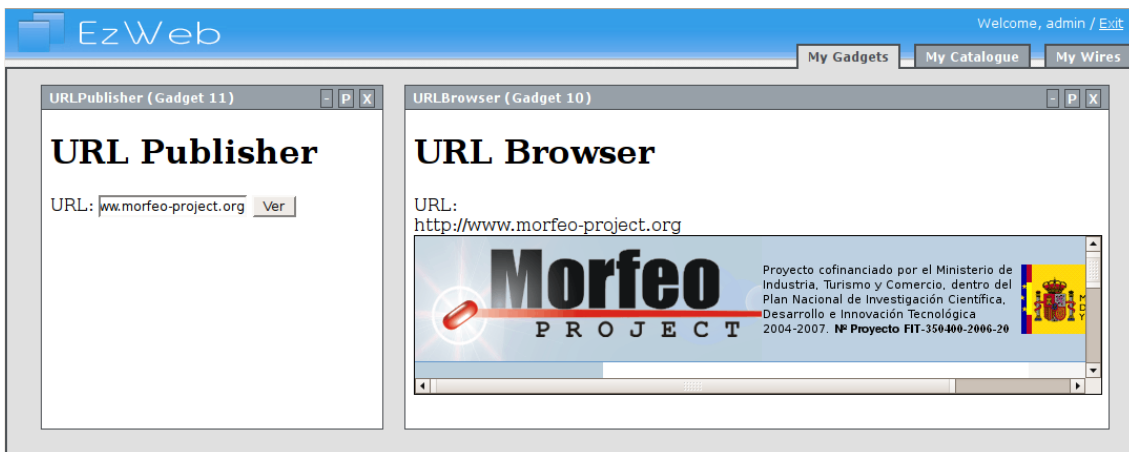 EzWeb
Welcome, admin / Exit
My Gadgets
My Catalogue
My Wires
URLPublisher (Gadget 11)
- P X
URL Publisher
URL: ww.morfeo-project.org Ver
URLBrowser (Gadget 10)
- P X
URL Browser
URL:
http://www.morfeo-project.org
Morfeo
PROJECT
Proyecto cofinanciado por el Ministerio de
Industria, Turismo y Comercio, dentro del
Plan Nacional de Investigación Científica,
Desarrollo e Innovación Tecnológica
2004-2007. Nº Proyecto FIT-350400-2006-20
M
D
Y